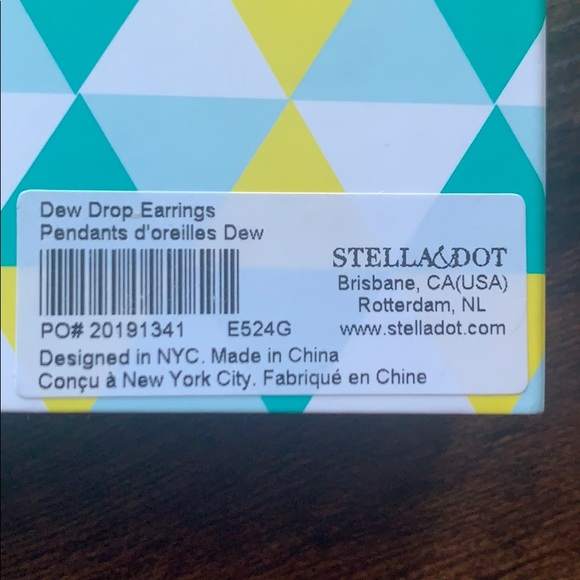 Dew Drop Earrings
Pendants d'oreilles Dew
PO# 20191341 E524G
Designed in NYC. Made in China
Conçu à New York City. Fabriqué en Chine
STELLA&DOT
Brisbane, CA(USA)
Rotterdam, NL
www.stelladot.com